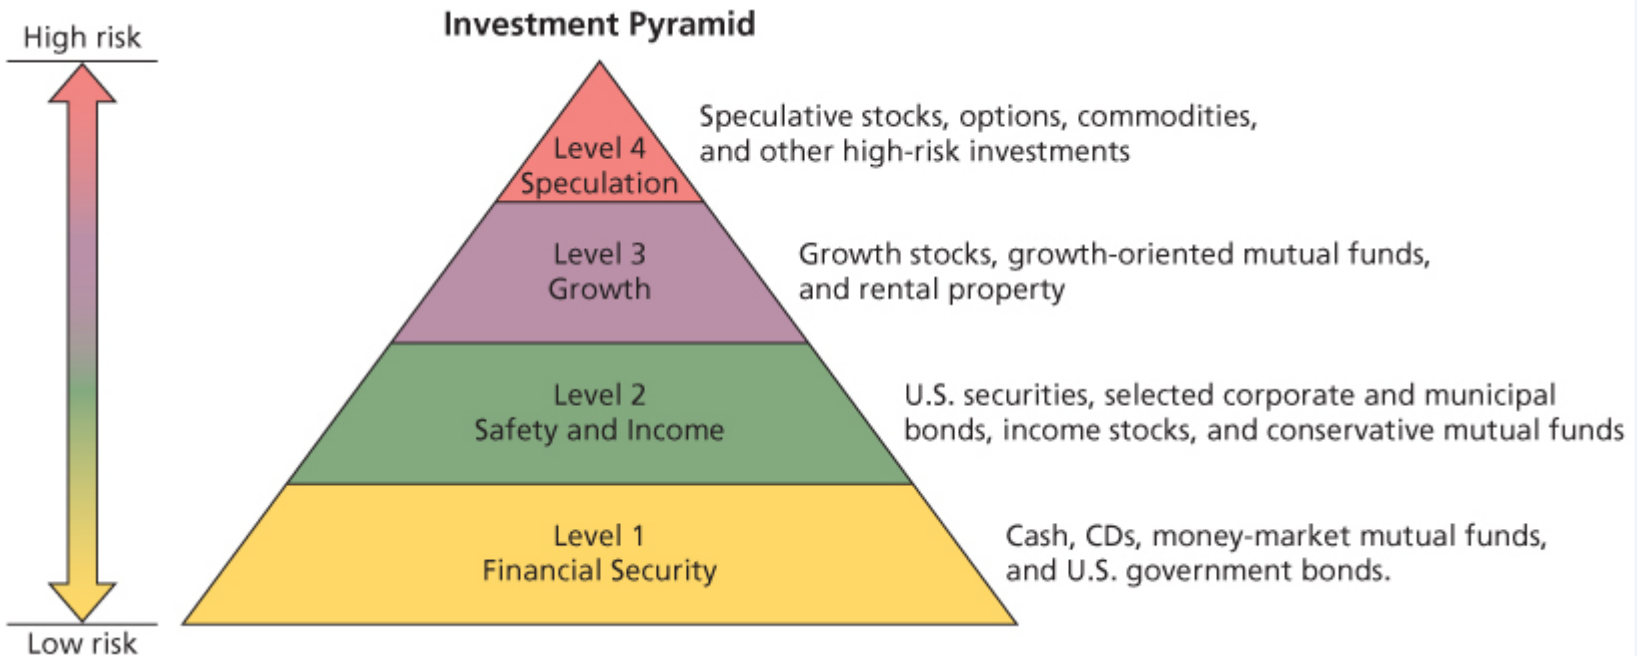 Investment Pyramid
High risk
Level 4
Speculation
Speculative stocks, options, commodities,
and other high-risk investments
Level 3
Growth
Growth stocks, growth-oriented mutual funds,
and rental property
Level 2
Safety and Income
U.S. securities, selected corporate and municipal
bonds, income stocks, and conservative mutual funds
Level 1
Financial Security
Cash, CDs, money-market mutual funds,
and U.S. government bonds.
Low risk